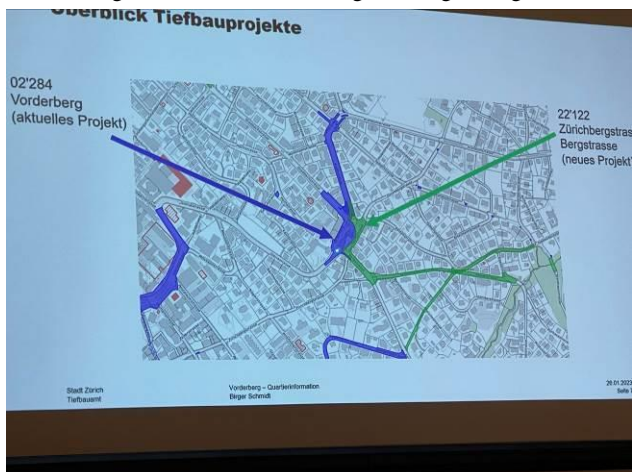 Überblick Tiefbauprojekte
02'284
Vorderberg
(aktuelles Projekt)
22'122
Zürichbergstras
Bergstrasse
(neues Projekt)
Stadt Zürich
Tiefbauamt
Vorderberg – Quartierinformation
Birger Schmidt
Seite